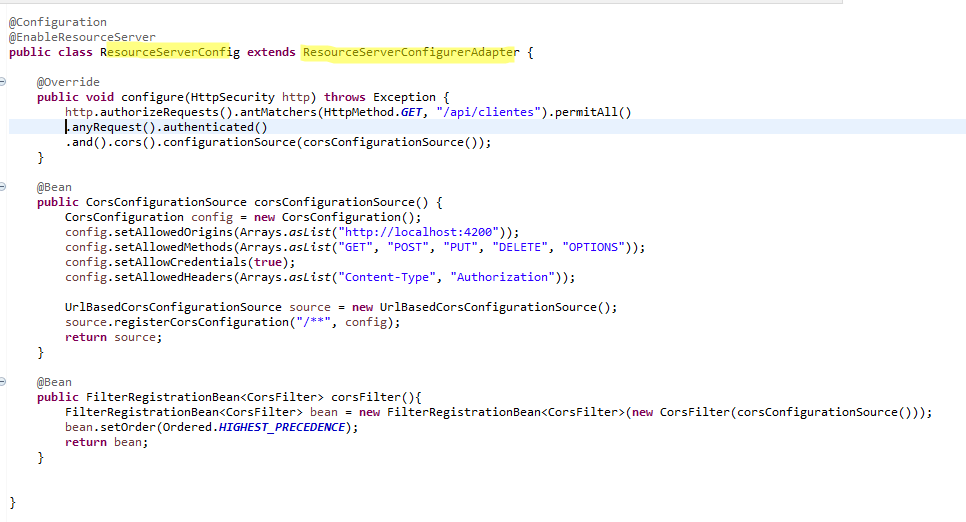 @Configuration
@EnableResourceServer
public class ResourceServerConfig extends ResourceServerConfigurerAdapter {
@Override
public void configure(HttpSecurity http) throws Exception {
http.authorizeRequests().antMatchers(HttpMethod.GET, "/api/clientes").permitAll()
.anyRequest().authenticated()
.and().cors().configurationSource(corsConfigurationSource());
}
@Bean
public CorsConfigurationSource corsConfigurationSource() {
CorsConfiguration config = new CorsConfiguration();
config.setAllowedOrigins(Arrays.asList("http://localhost:4200"));
config.setAllowedMethods(Arrays.asList("GET", "POST", "PUT", "DELETE", "OPTIONS"));
config.setAllowCredentials(true);
config.setAllowedHeaders(Arrays.asList("Content-Type", "Authorization"));
UrlBasedCorsConfigurationSource source = new UrlBasedCorsConfigurationSource();
source.registerCorsConfiguration("/**", config);
return source;
}
@Bean
public FilterRegistrationBean<CorsFilter> corsFilter(){
FilterRegistrationBean<CorsFilter> bean = new FilterRegistrationBean<CorsFilter>(new CorsFilter(corsConfigurationSource()));
bean.setOrder(Ordered.HIGHEST_PRECEDENCE);
return bean;
}
}